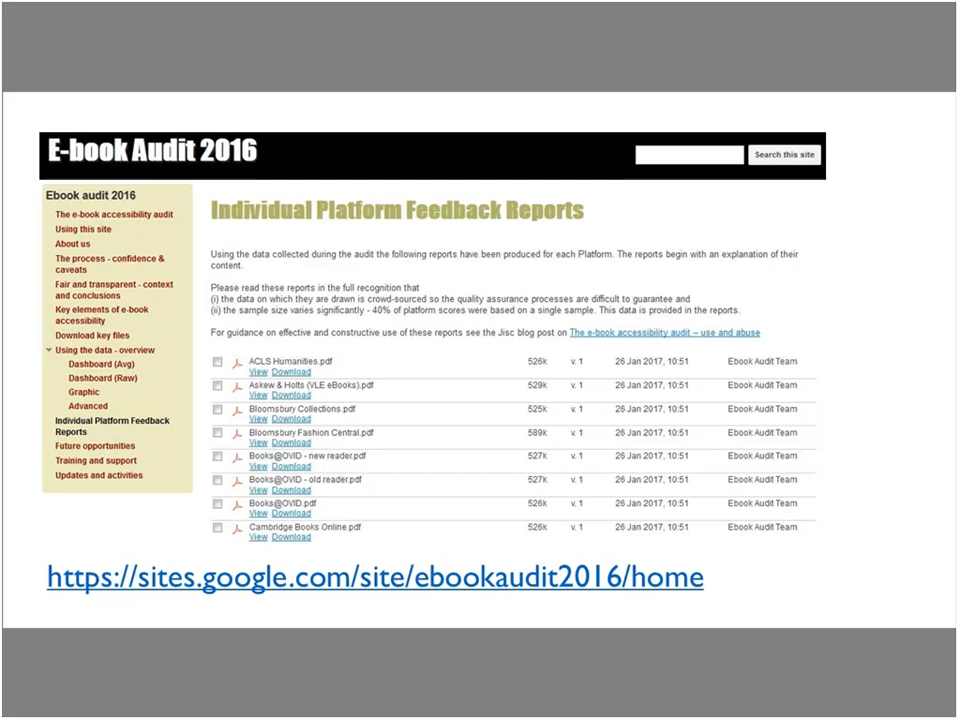 E-book Audit 2016
Search this site
Ebook audit 2016
The e-book accessibility audit
Using this site
About us
The process - confidence &
caveats
Fair and transparent - context
and conclusions
Key elements of e-book
accessibility
Download key files
Using the data - overview
Dashboard (Avg)
Dashboard (Raw)
Graphic
Advanced
Individual Platform Feedback
Reports
Future opportunities
Training and support
Updates and activities
Individual Platform Feedback Reports
Using the data collected during the audit the following reports have been produced for each Platform. The reports begin with an explanation of their
content.
Please read these reports in the full recognition that
(i) the data on which they are drawn is crowd-sourced so the quality assurance processes are difficult to guarantee and
(ii) the sample size varies significantly - 40% of platform scores were based on a single sample. This data is provided in the reports.
For guidance on effective and constructive use of these reports see the Jisc blog post on The e-book accessibility audit – use and abuse
ACLS Humanities.pdf 526k v. 1 26 Jan 2017, 10:51 Ebook Audit Team
View Download
Askew & Holts (VLE eBooks).pdf 529k v. 1 26 Jan 2017, 10:51 Ebook Audit Team
View Download
Bloomsbury Collections.pdf 525k v. 1 26 Jan 2017, 10:51 Ebook Audit Team
View Download
Bloomsbury Fashion Central.pdf 589k v. 1 26 Jan 2017, 10:51 Ebook Audit Team
View Download
Books@OVID - new reader.pdf 527k v. 1 26 Jan 2017, 10:51 Ebook Audit Team
View Download
Books@OVID - old reader.pdf 527k v. 1 26 Jan 2017, 10:51 Ebook Audit Team
View Download
Books@OVID.pdf 526k v. 1 26 Jan 2017, 10:51 Ebook Audit Team
View Download
Cambridge Books Online.pdf 526k v. 1 26 Jan 2017, 10:51 Ebook Audit Team
View Download
https://sites.google.com/site/ebookaudit2016/home